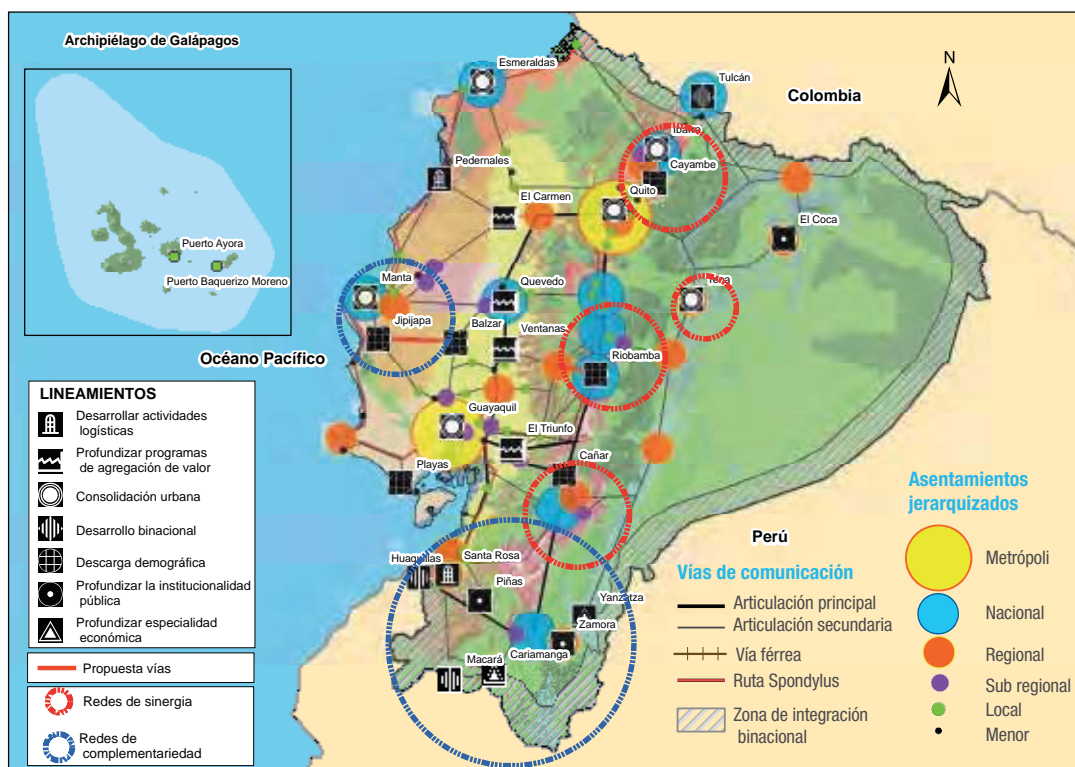 Archipiélago de Galápagos
Puerto Ayora
Puerto Baquerizo Moreno
Esmeraldas
Tulcán
Colombia
N
Ibarra
Cayambe
Pedernales
Quito
El Carmen
El Coca
Manta
Quevedo
Tena
Jipijapa
Balzar
Ventanas
Océano Pacífico
Riobamba
Guayaquil
El Triunfo
Cañar
Playas
Perú
Huaquillas
Santa Rosa
Piñas
Yanzatza
Zamora
Macará
Cariamanga
LINEAMIENTOS
Desarrollar actividades
logísticas
Profundizar programas
de agregación de valor
Consolidación urbana
Desarrollo binacional
Descarga demográfica
Profundizar la institucionalidad
pública
Profundizar especialidad
económica
Propuesta vías
Redes de sinergia
Redes de
complementariedad
Vías de comunicación
Articulación principal
Articulación secundaria
Vía férrea
Ruta Spondylus
Zona de integración
binacional
Asentamientos
jerarquizados
Metrópoli
Nacional
Regional
Sub regional
Local
Menor